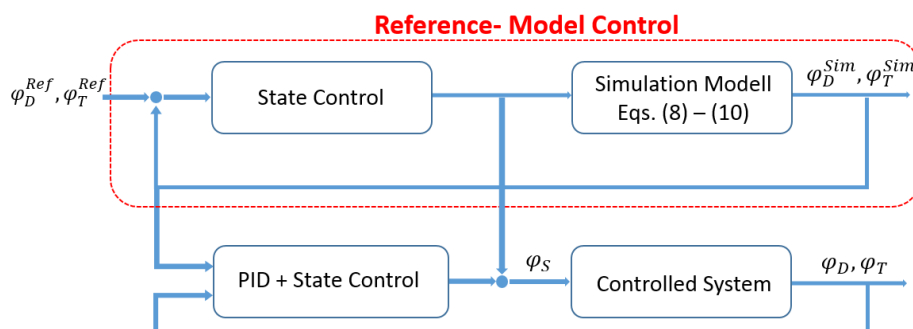 Reference- Model Control
φ_D^Ref, φ_T^Ref
State Control
Simulation Modell
Eqs. (8) – (10)
φ_D^Sim, φ_T^Sim
PID + State Control
φ_S
Controlled System
φ_D, φ_T